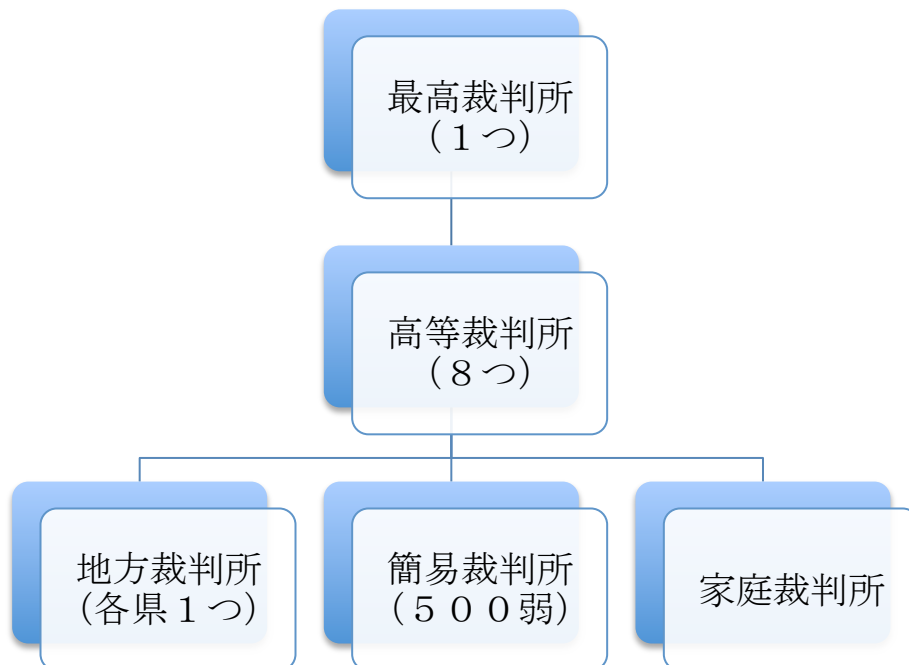 最高裁判所
（１つ）
高等裁判所
（８つ）
地方裁判所
（各県１つ）
簡易裁判所
（５００弱）
家庭裁判所